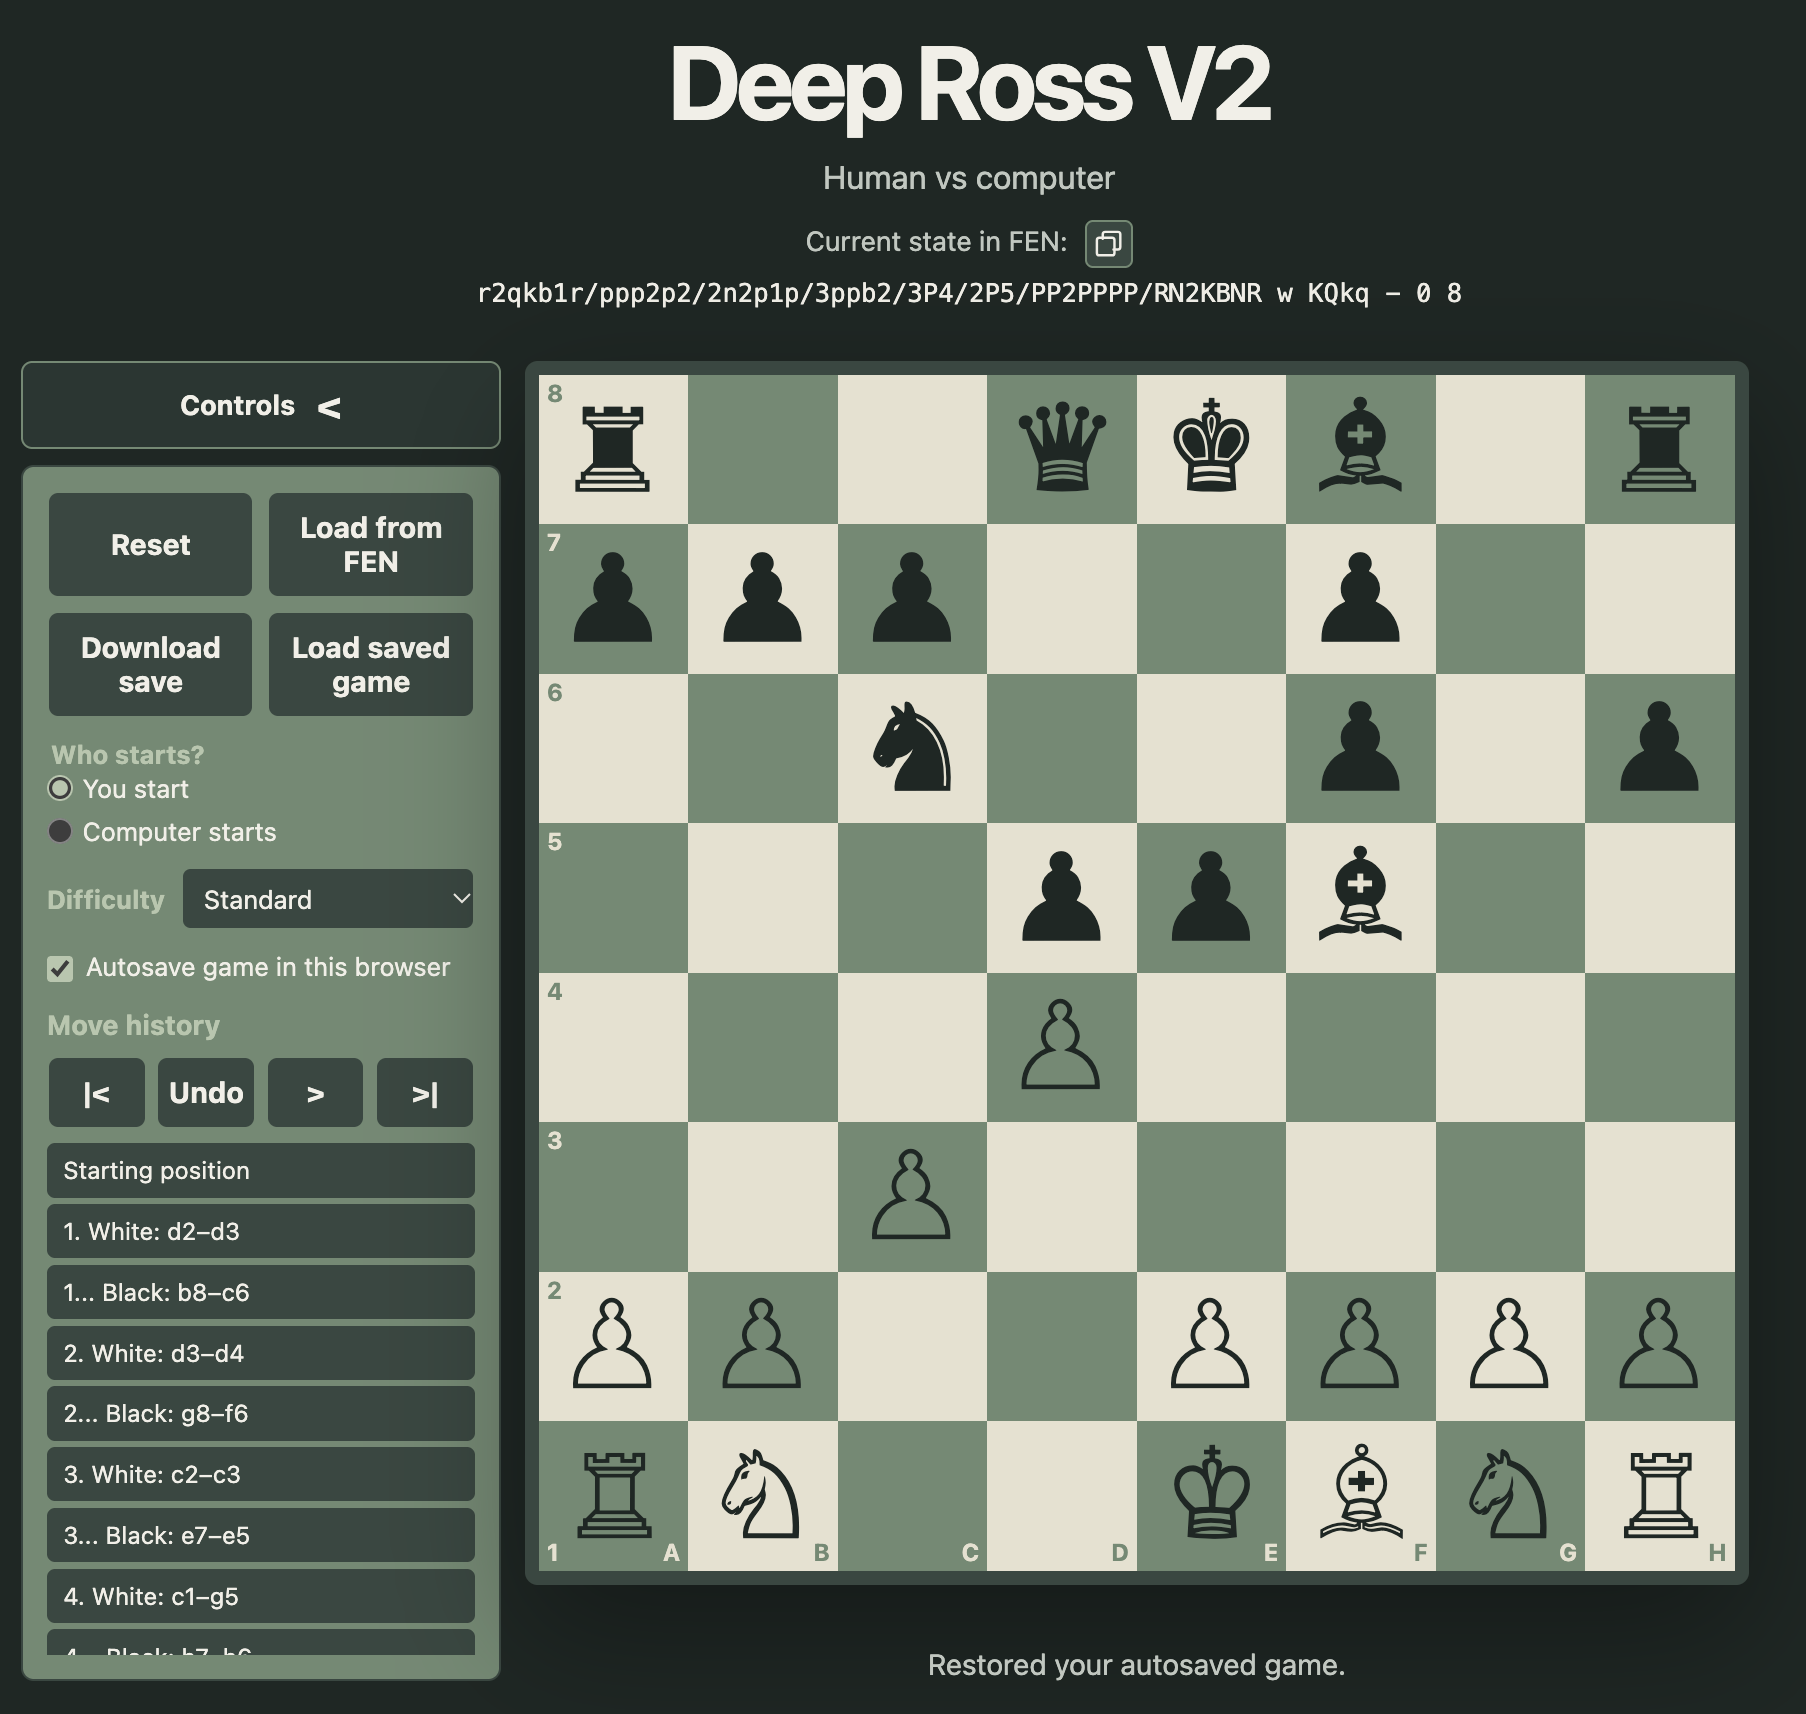 Deep Ross V2
Human vs computer
Current state in FEN:
r2qkb1r/ppp2p2/2n2p1p/3ppb2/3P4/2P5/PP2PPPP/RN2KBNR w KQkq – 0 8
Controls <
Reset
Load from
FEN
Download
save
Load saved
game
Who starts?
You start
Computer starts
Difficulty Standard
Autosave game in this browser
Move history
|< Undo > >|
Starting position
1. White: d2–d3
1... Black: b8–c6
2. White: d3–d4
2... Black: g8–f6
3. White: c2–c3
3... Black: e7–e5
4. White: c1–g5
4... Black: h7–h6
8
7
6
5
4
3
2
1 A B C D E F G H
Restored your autosaved game.